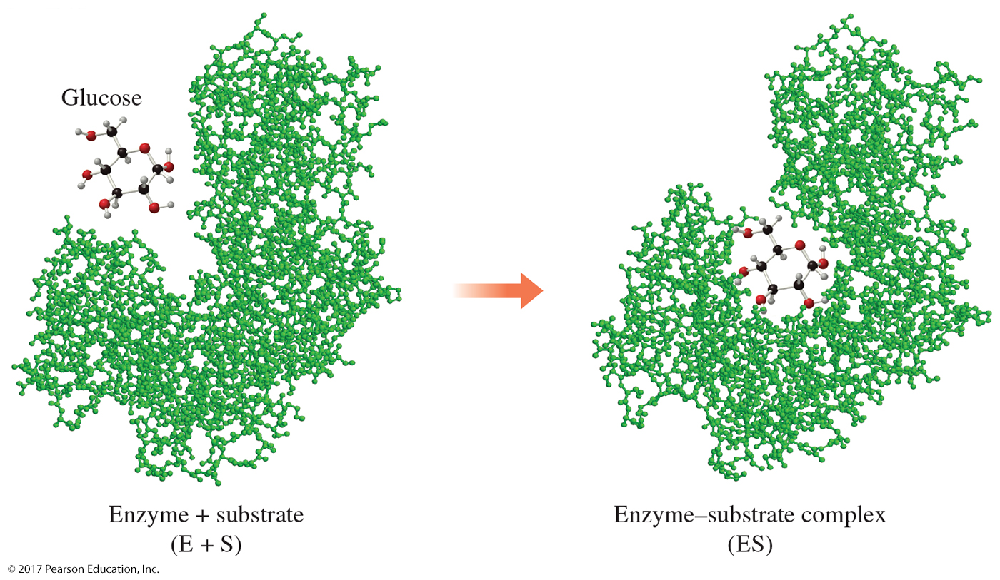 Glucose
Enzyme + substrate
(E + S)
Enzyme–substrate complex
(ES)
© 2017 Pearson Education, Inc.